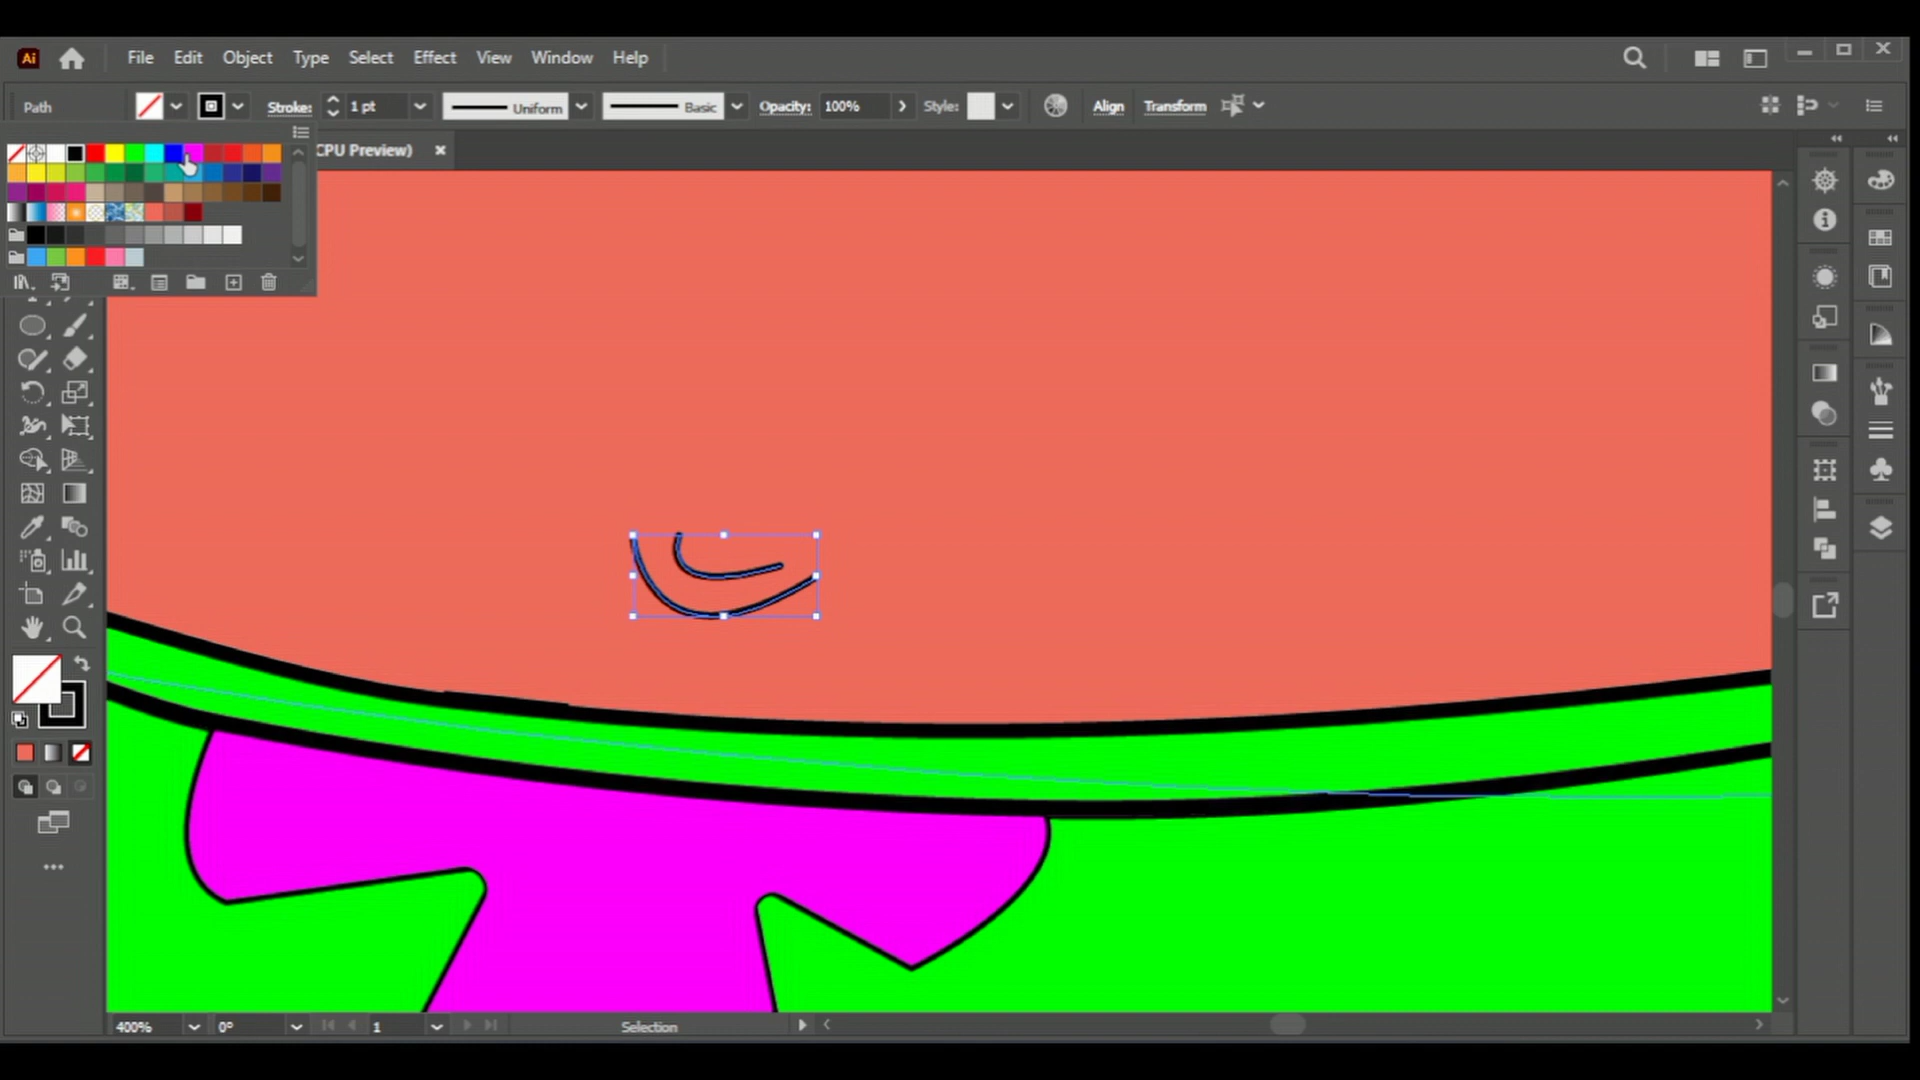 Ai File Edit Object Type Select Effect View Window Help
Path Stroke: 1 pt Uniform Basic Opacity: 100% Style: Align Transform
CPU Preview) ×
400% 0° 1 Selection